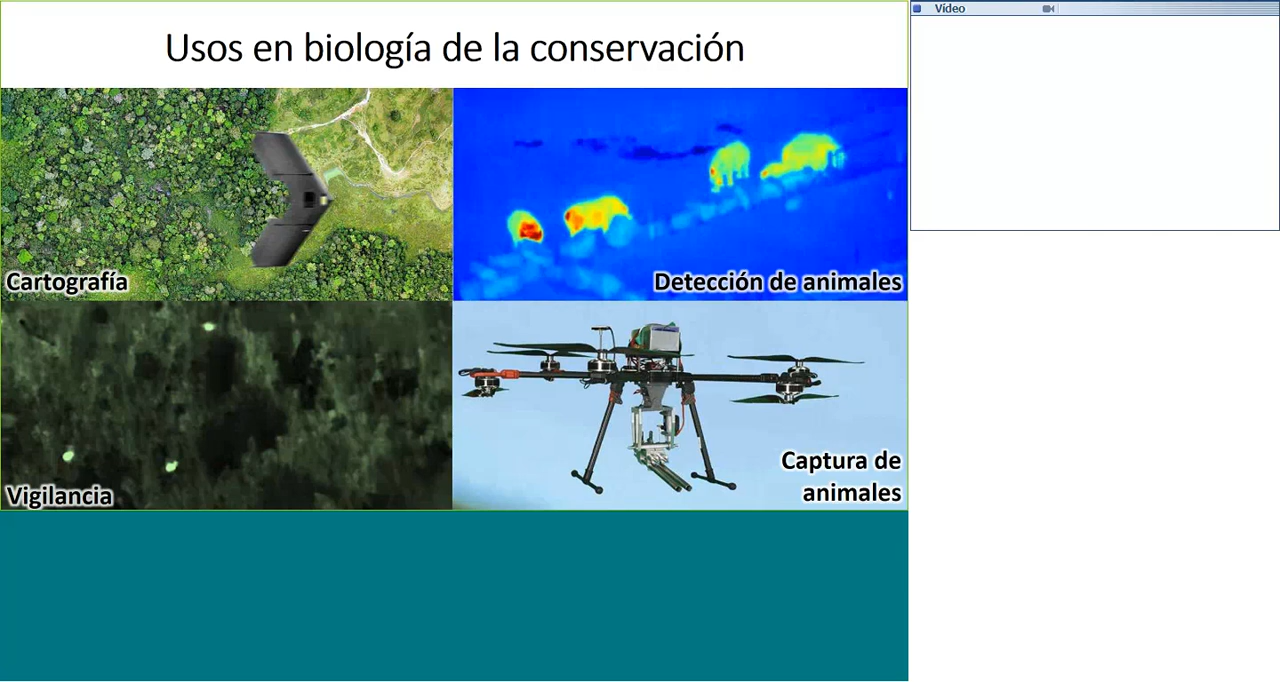 Usos en biología de la conservación
Vídeo
Cartografía
Detección de animales
Vigilancia
Captura de
animales